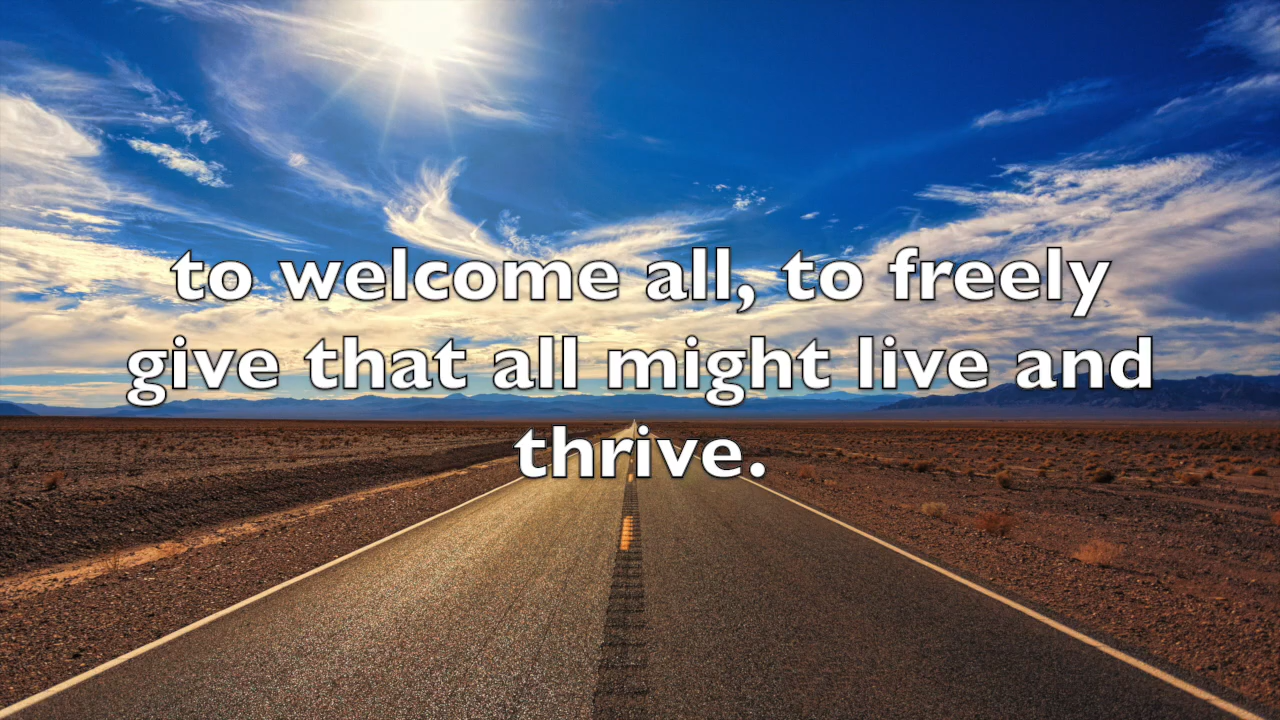 to welcome all, to freely
give that all might live and
thrive.